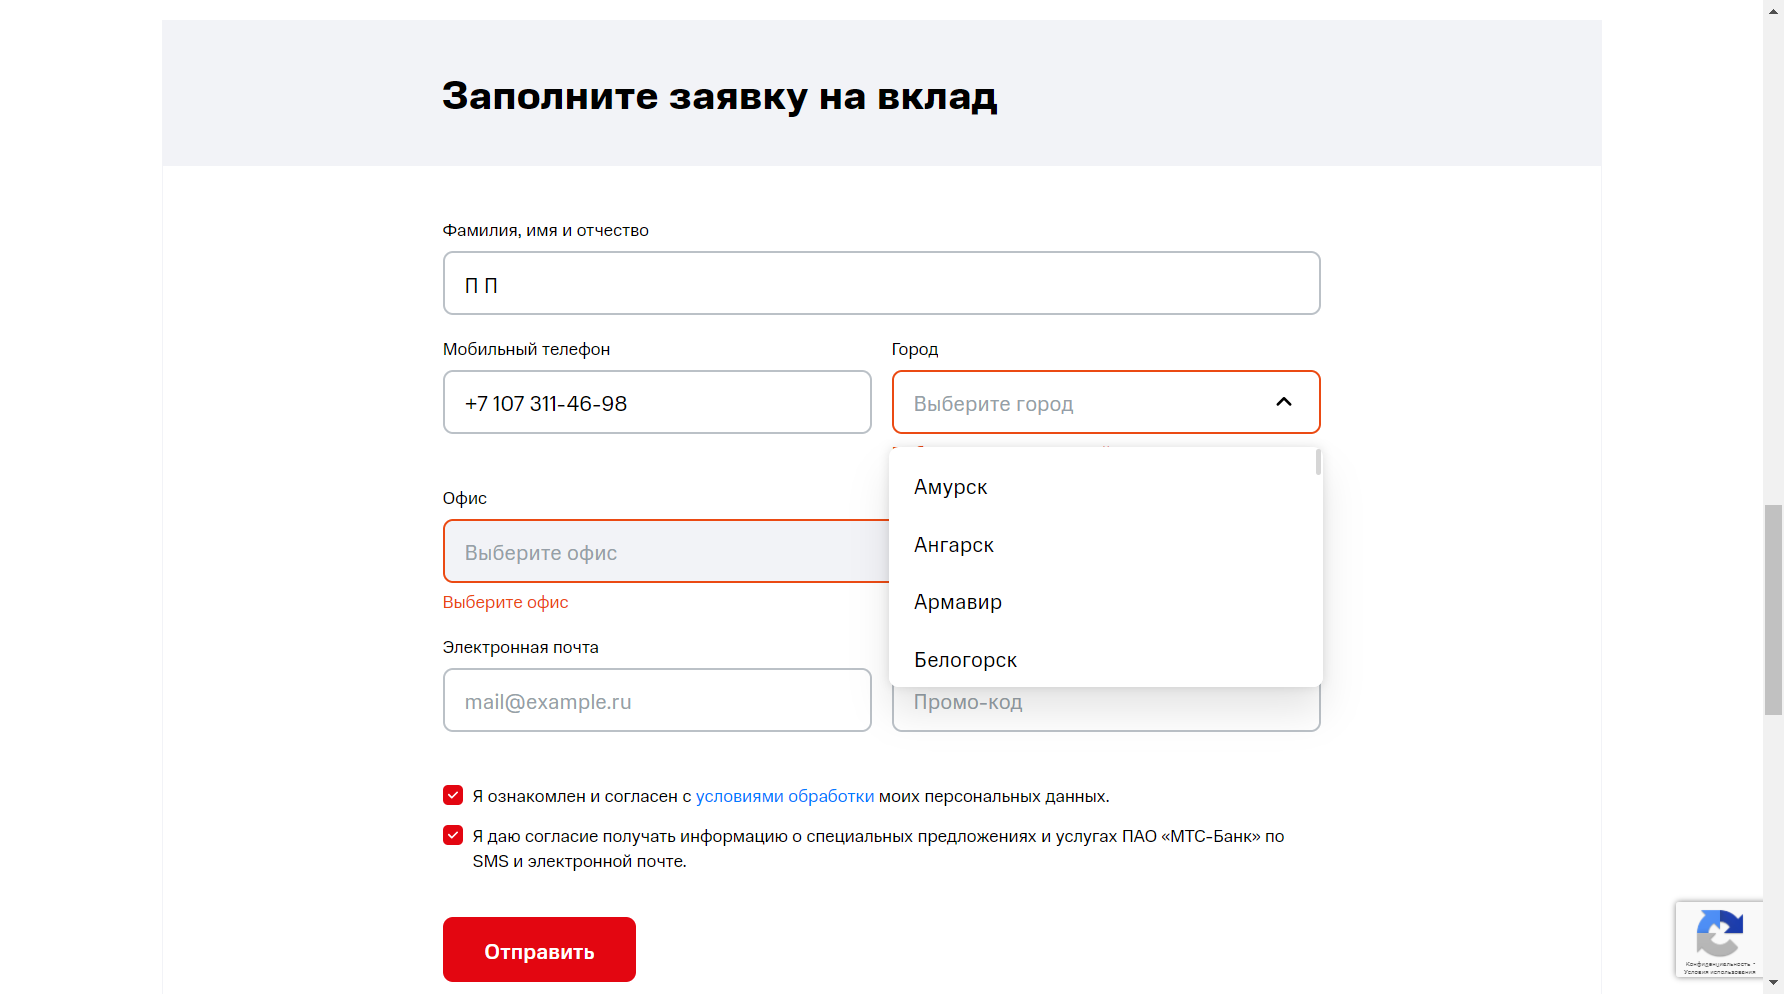 Заполните заявку на вклад
Фамилия, имя и отчество
П П
Мобильный телефон
Город
+7 107 311-46-98
Выберите город
Амурск
Офис
Ангарск
Выберите офис
Армавир
Выберите офис
Электронная почта
Белогорск
mail@example.ru
Промо-код
Я ознакомлен и согласен с условиями обработки моих персональных данных.
Я даю согласие получать информацию о специальных предложениях и услугах ПАО «МТС-Банк» по
SMS и электронной почте.
Отправить
Конфиденциальность -
Условия использования